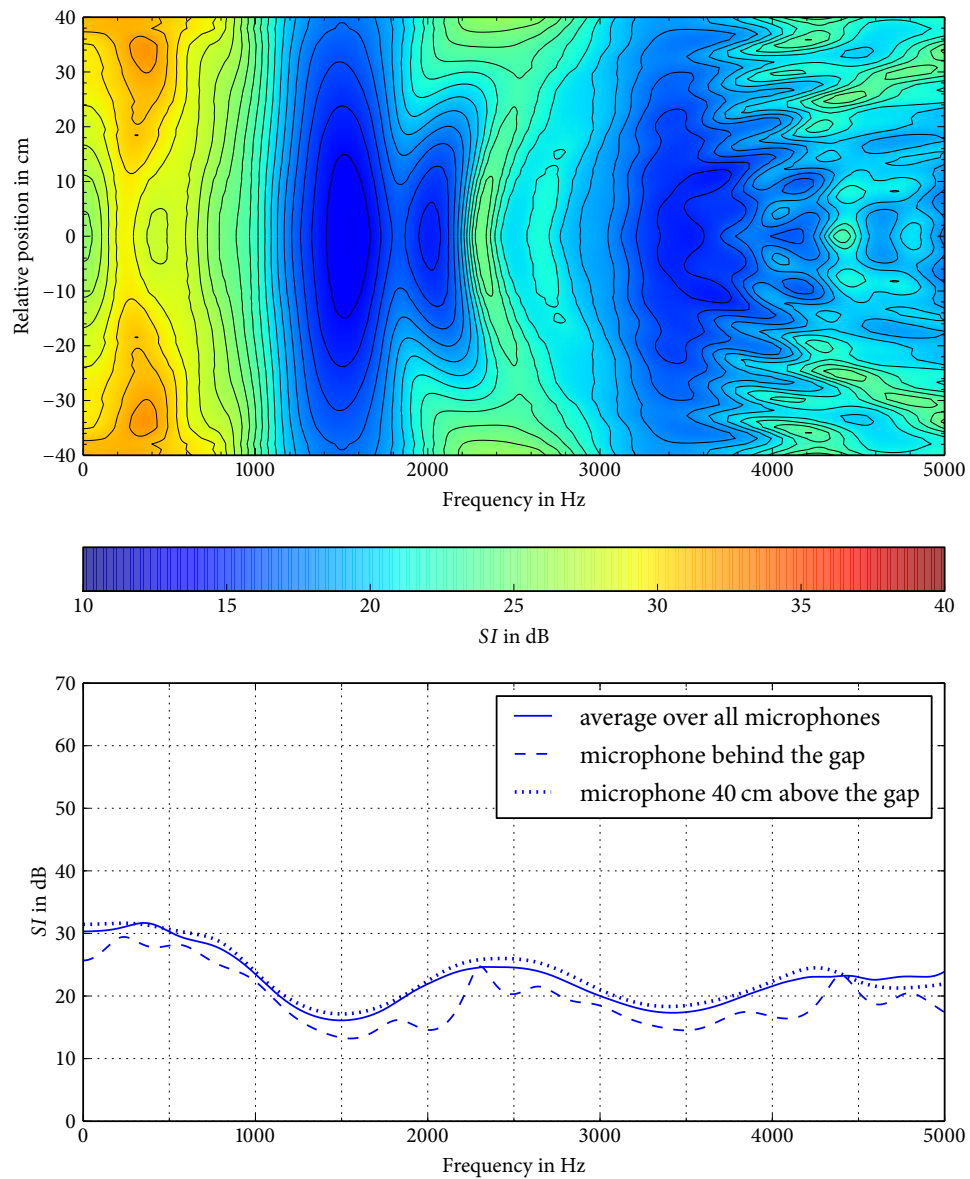 40
30
20
10
0
−10
−20
−30
−40
Relative position in cm
0 1000 2000 3000 4000 5000
Frequency in Hz
10 15 20 25 30 35 40
SI in dB
70
60
50
40
30
20
10
0
SI in dB
average over all microphones
microphone behind the gap
microphone 40 cm above the gap
0 1000 2000 3000 4000 5000
Frequency in Hz